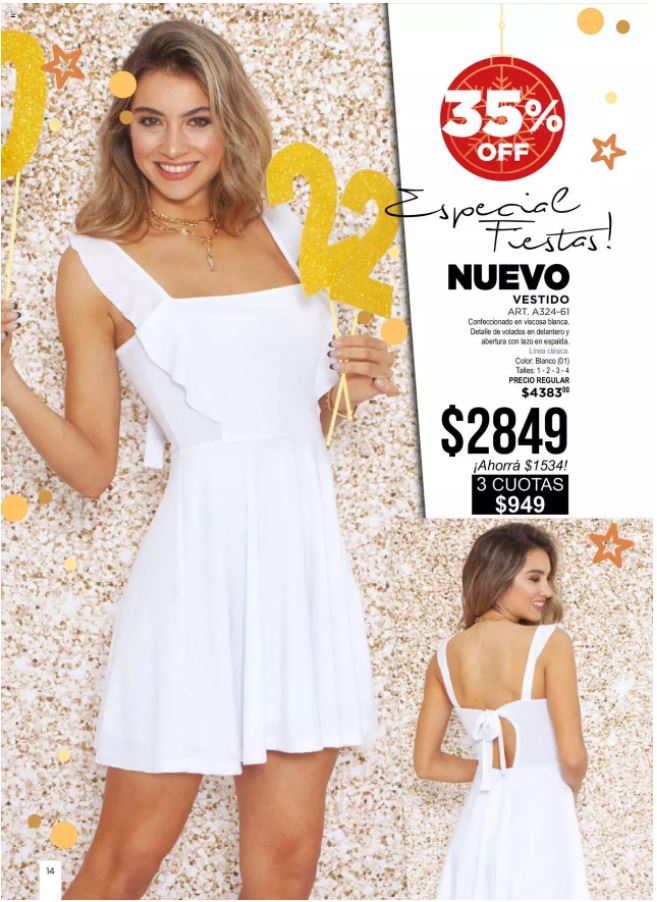 22
35%
OFF
Especial
Fiestas!
NUEVO
VESTIDO
ART. A324-61
Confeccionado en viscosa blanca.
Detalle de volados en delantero y
abertura con lazo en espalda.
Línea clásica.
Color: Blanco (01)
Talles: 1 - 2 - 3 - 4
PRECIO REGULAR
$4383⁰⁰
$2849
¡Ahorrá $1534!
3 CUOTAS
$949
14